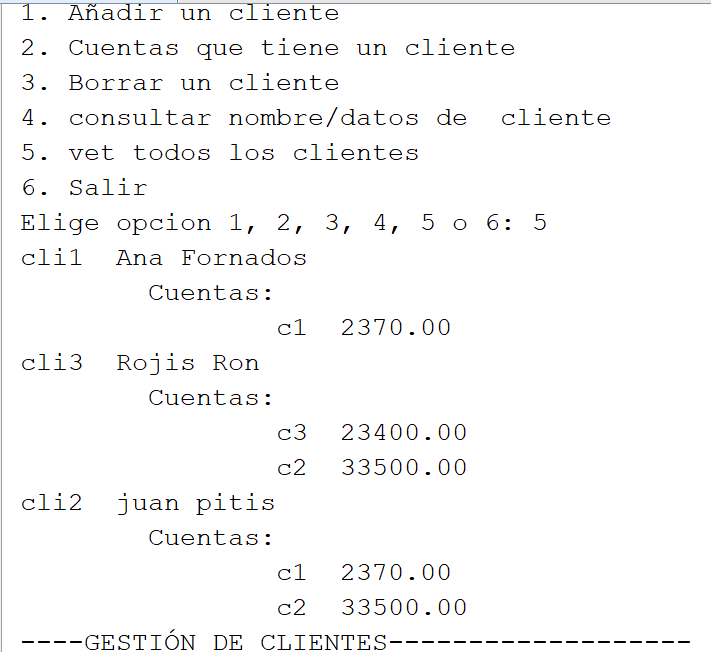 1. Añadir un cliente
2. Cuentas que tiene un cliente
3. Borrar un cliente
4. consultar nombre/datos de  cliente
5. vet todos los clientes
6. Salir
Elige opcion 1, 2, 3, 4, 5 o 6: 5
cli1  Ana Fornados
        Cuentas:
                c1  2370.00
cli3  Rojis Ron
        Cuentas:
                c3  23400.00
                c2  33500.00
cli2  juan pitis
        Cuentas:
                c1  2370.00
                c2  33500.00
----GESTIÓN DE CLIENTES-------------------